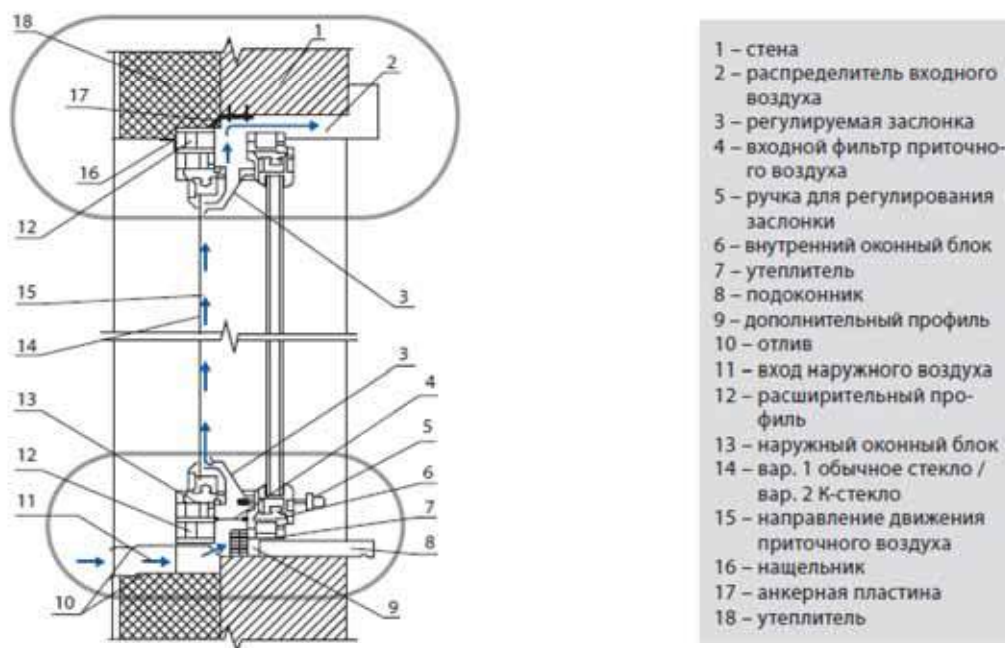 18
1
2
17
16
12
15
14
3
3
13
4
12
5
11
6
7
8
10
9
1 – стена
2 – распределитель входного
воздуха
3 – регулируемая заслонка
4 – входной фильтр приточно-
го воздуха
5 – ручка для регулирования
заслонки
6 – внутренний оконный блок
7 – утеплитель
8 – подоконник
9 – дополнительный профиль
10 – отлив
11 – вход наружного воздуха
12 – расширительный про-
филь
13 – наружный оконный блок
14 – вар. 1 обычное стекло /
вар. 2 К-стекло
15 – направление движения
приточного воздуха
16 – нащельник
17 – анкерная пластина
18 – утеплитель